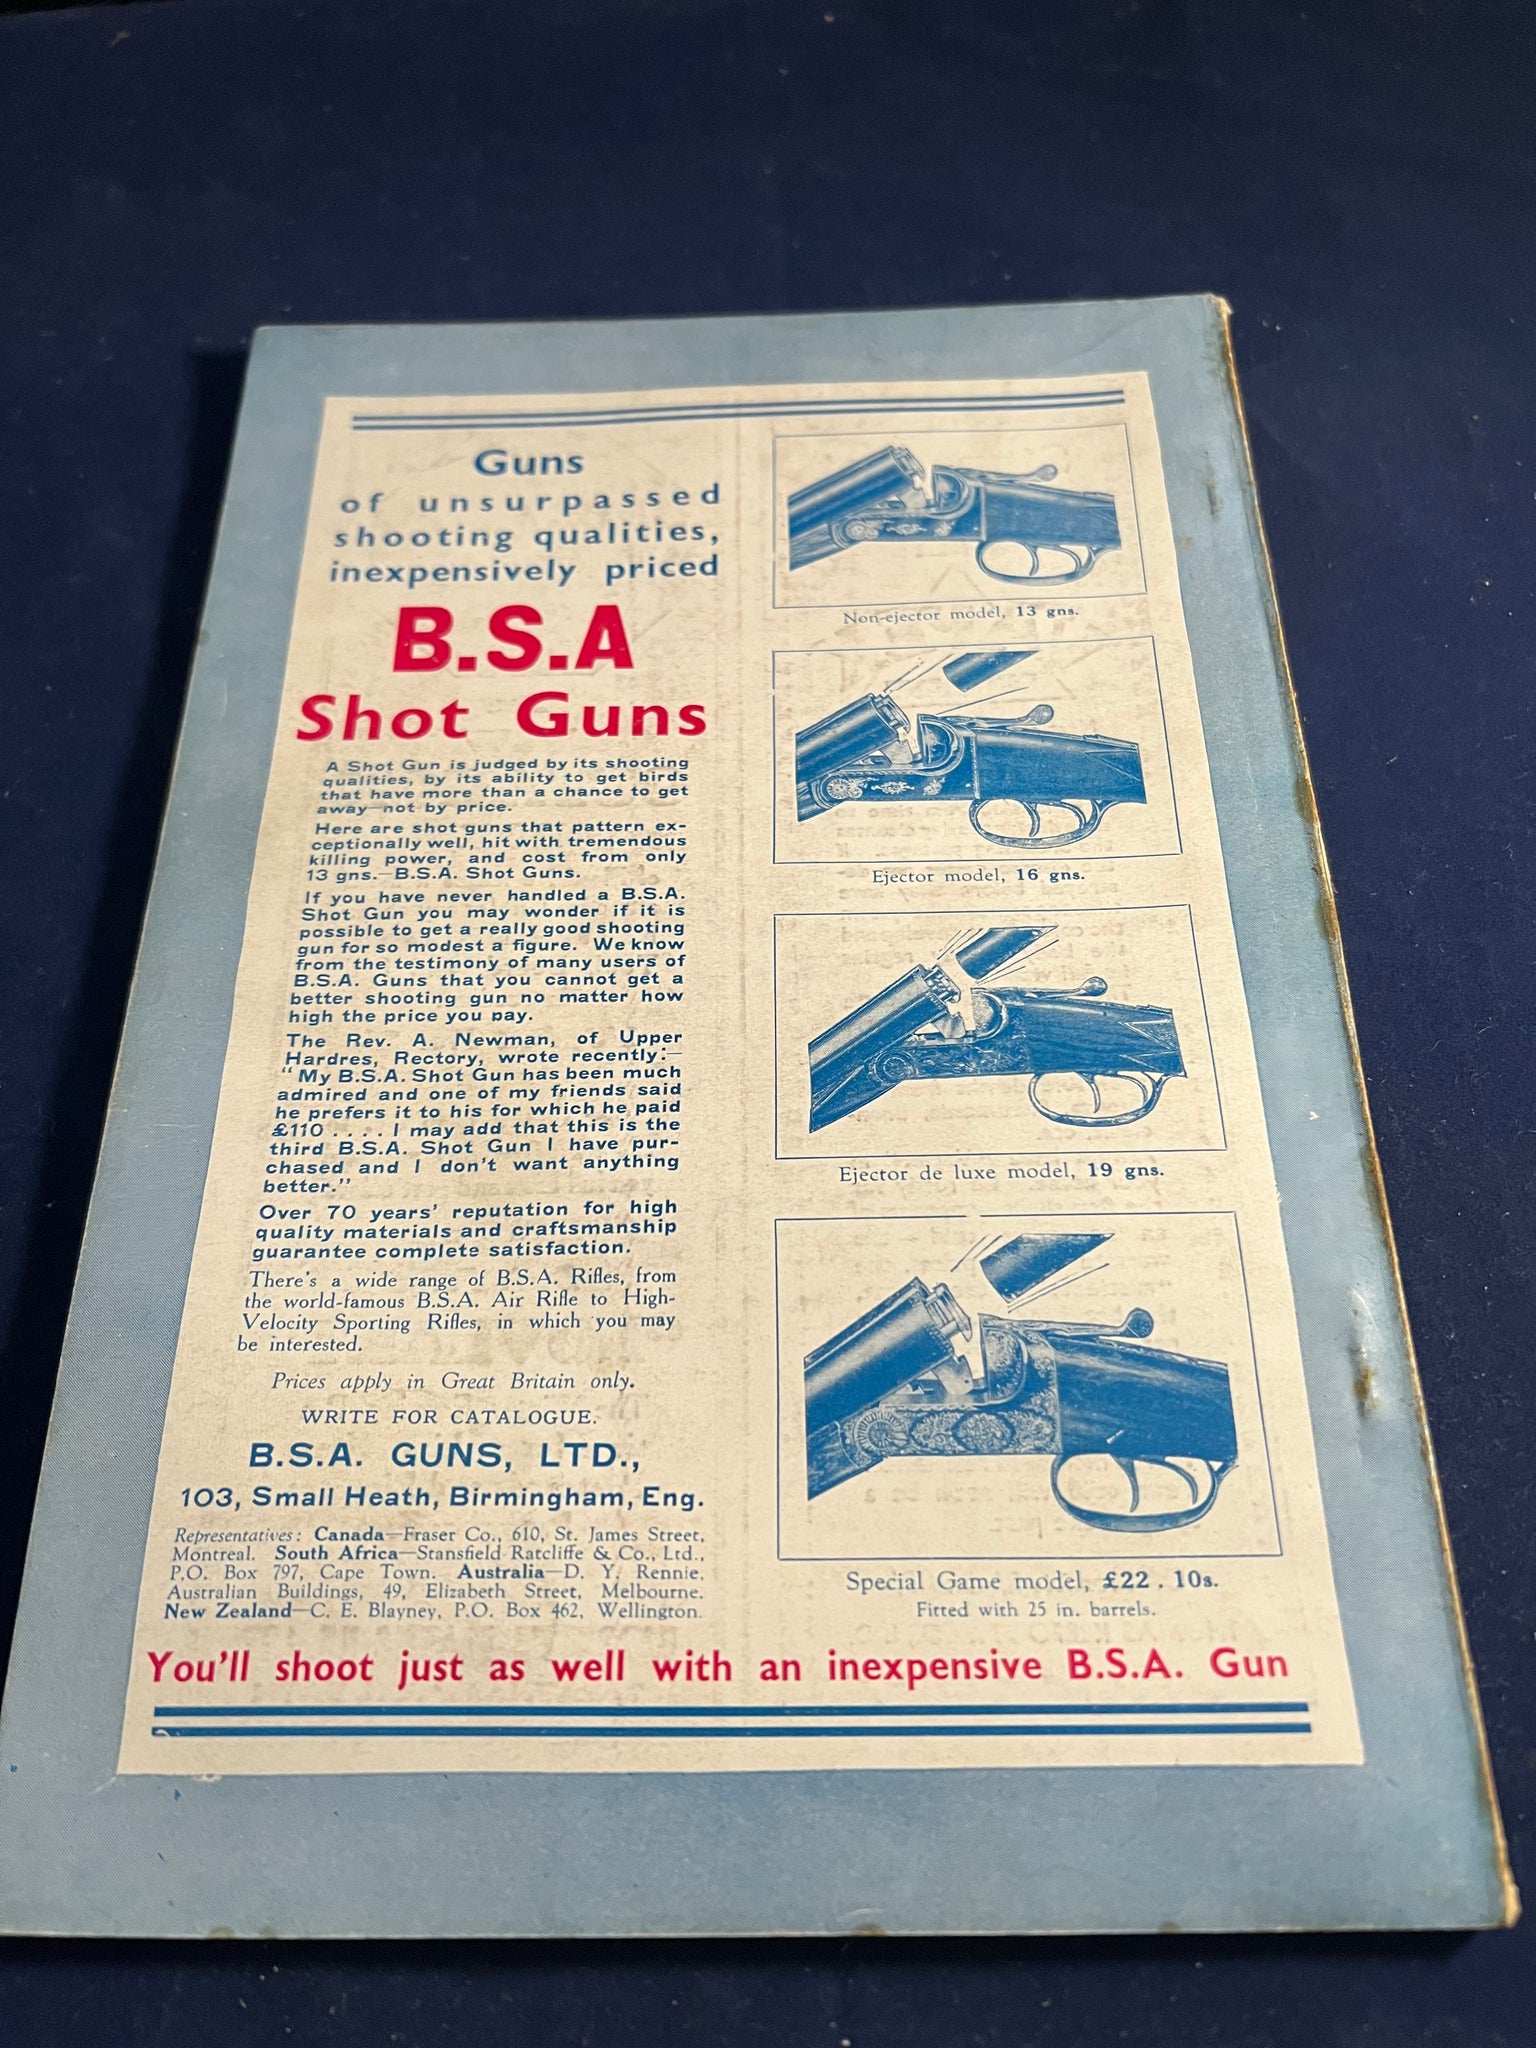 Guns
of unsurpassed
shooting qualities,
inexpensively priced
B.S.A
Shot Guns
A Shot Gun is judged by its shooting
qualities, by its ability to get birds
that have more than a chance to get
away—not by price.
Here are shot guns that pattern ex-
ceptionally well, hit with tremendous
killing power, and cost from only
13 gns.—B.S.A. Shot Guns.
If you have never handled a B.S.A.
Shot Gun you may wonder if it is
possible to get a really good shooting
gun for so modest a figure. We know
from the testimony of many users of
B.S.A. Guns that you cannot get a
better shooting gun no matter how
high the price you pay.
The Rev. A. Newman, of Upper
Hardres, Rectory, wrote recently:—
“My B.S.A. Shot Gun has been much
admired and one of my friends said
he prefers it to his for which he paid
£110 . . . . I may add that this is the
third B.S.A. Shot Gun I have pur-
chased and I don't want anything
better.”
Over 70 years' reputation for high
quality materials and craftsmanship
guarantee complete satisfaction.
There's a wide range of B.S.A. Rifles, from
the world-famous B.S.A. Air Rifle to High-
Velocity Sporting Rifles, in which you may
be interested.
Prices apply in Great Britain only.
WRITE FOR CATALOGUE.
B.S.A. GUNS, LTD.,
103, Small Heath, Birmingham, Eng.
Representatives: Canada—Fraser Co., 610, St. James Street,
Montreal. South Africa—Stansfield Ratcliffe & Co., Ltd.,
P.O. Box 797, Cape Town. Australia—D. Y. Rennie,
Australian Buildings, 49, Elizabeth Street, Melbourne.
New Zealand—C. E. Blayney, P.O. Box 462, Wellington.
Non-ejector model, 13 gns.
Ejector model, 16 gns.
Ejector de luxe model, 19 gns.
Special Game model, £22 . 10s.
Fitted with 25 in. barrels.
You'll shoot just as well with an inexpensive B.S.A. Gun